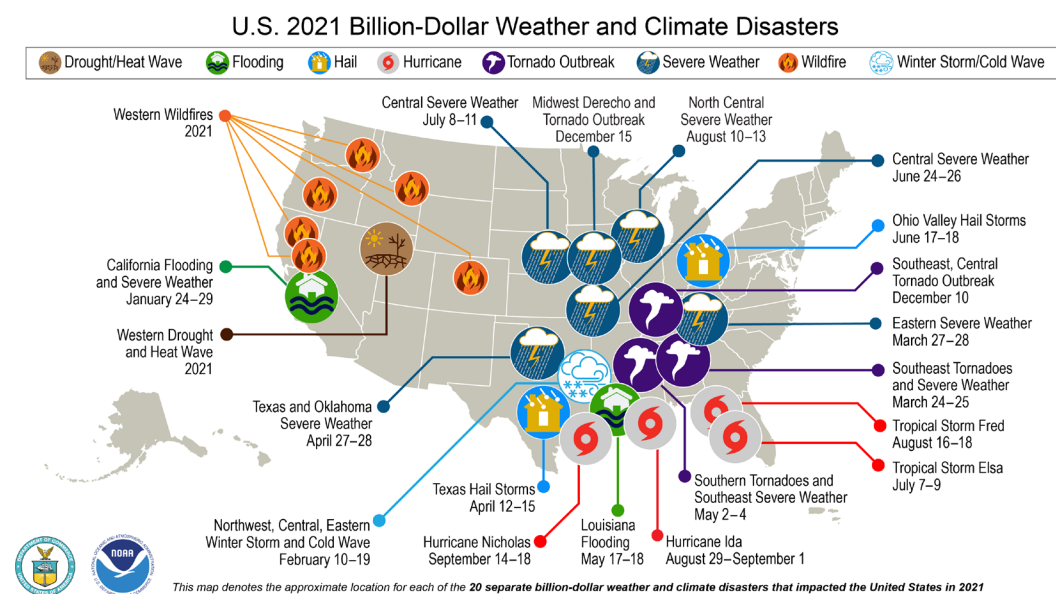 U.S. 2021 Billion-Dollar Weather and Climate Disasters
Drought/Heat Wave
Flooding
Hail
Hurricane
Tornado Outbreak
Severe Weather
Wildfire
Winter Storm/Cold Wave
Western Wildfires
2021
Central Severe Weather
July 8–11
Midwest Derecho and
Tornado Outbreak
December 15
North Central
Severe Weather
August 10–13
Central Severe Weather
June 24–26
Ohio Valley Hail Storms
June 17–18
California Flooding
and Severe Weather
January 24–29
Southeast, Central
Tornado Outbreak
December 10
Eastern Severe Weather
March 27–28
Western Drought
and Heat Wave
2021
Southeast Tornadoes
and Severe Weather
March 24–25
Texas and Oklahoma
Severe Weather
April 27–28
Tropical Storm Fred
August 16–18
Tropical Storm Elsa
July 7–9
Texas Hail Storms
April 12–15
Southern Tornadoes and
Southeast Severe Weather
May 2–4
Northwest, Central, Eastern
Winter Storm and Cold Wave
February 10–19
Hurricane Nicholas
September 14–18
Louisiana
Flooding
May 17–18
Hurricane Ida
August 29–September 1
NOAA
This map denotes the approximate location for each of the 20 separate billion-dollar weather and climate disasters that impacted the United States in 2021